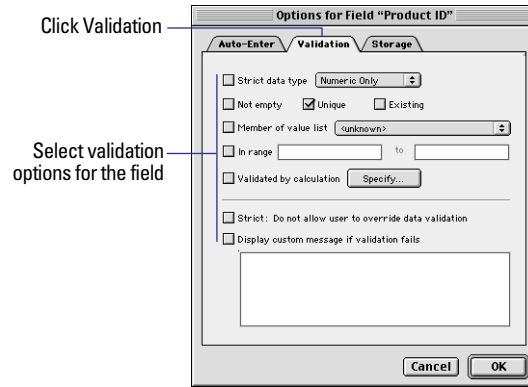 Click Validation
Options for Field “Product ID”
Auto-Enter Validation Storage
Strict data type Numeric Only
Not empty Unique Existing
Member of value list <unknown>
In range to
Validated by calculation Specify...
Select validation
options for the field
Strict: Do not allow user to override data validation
Display custom message if validation fails
Cancel OK